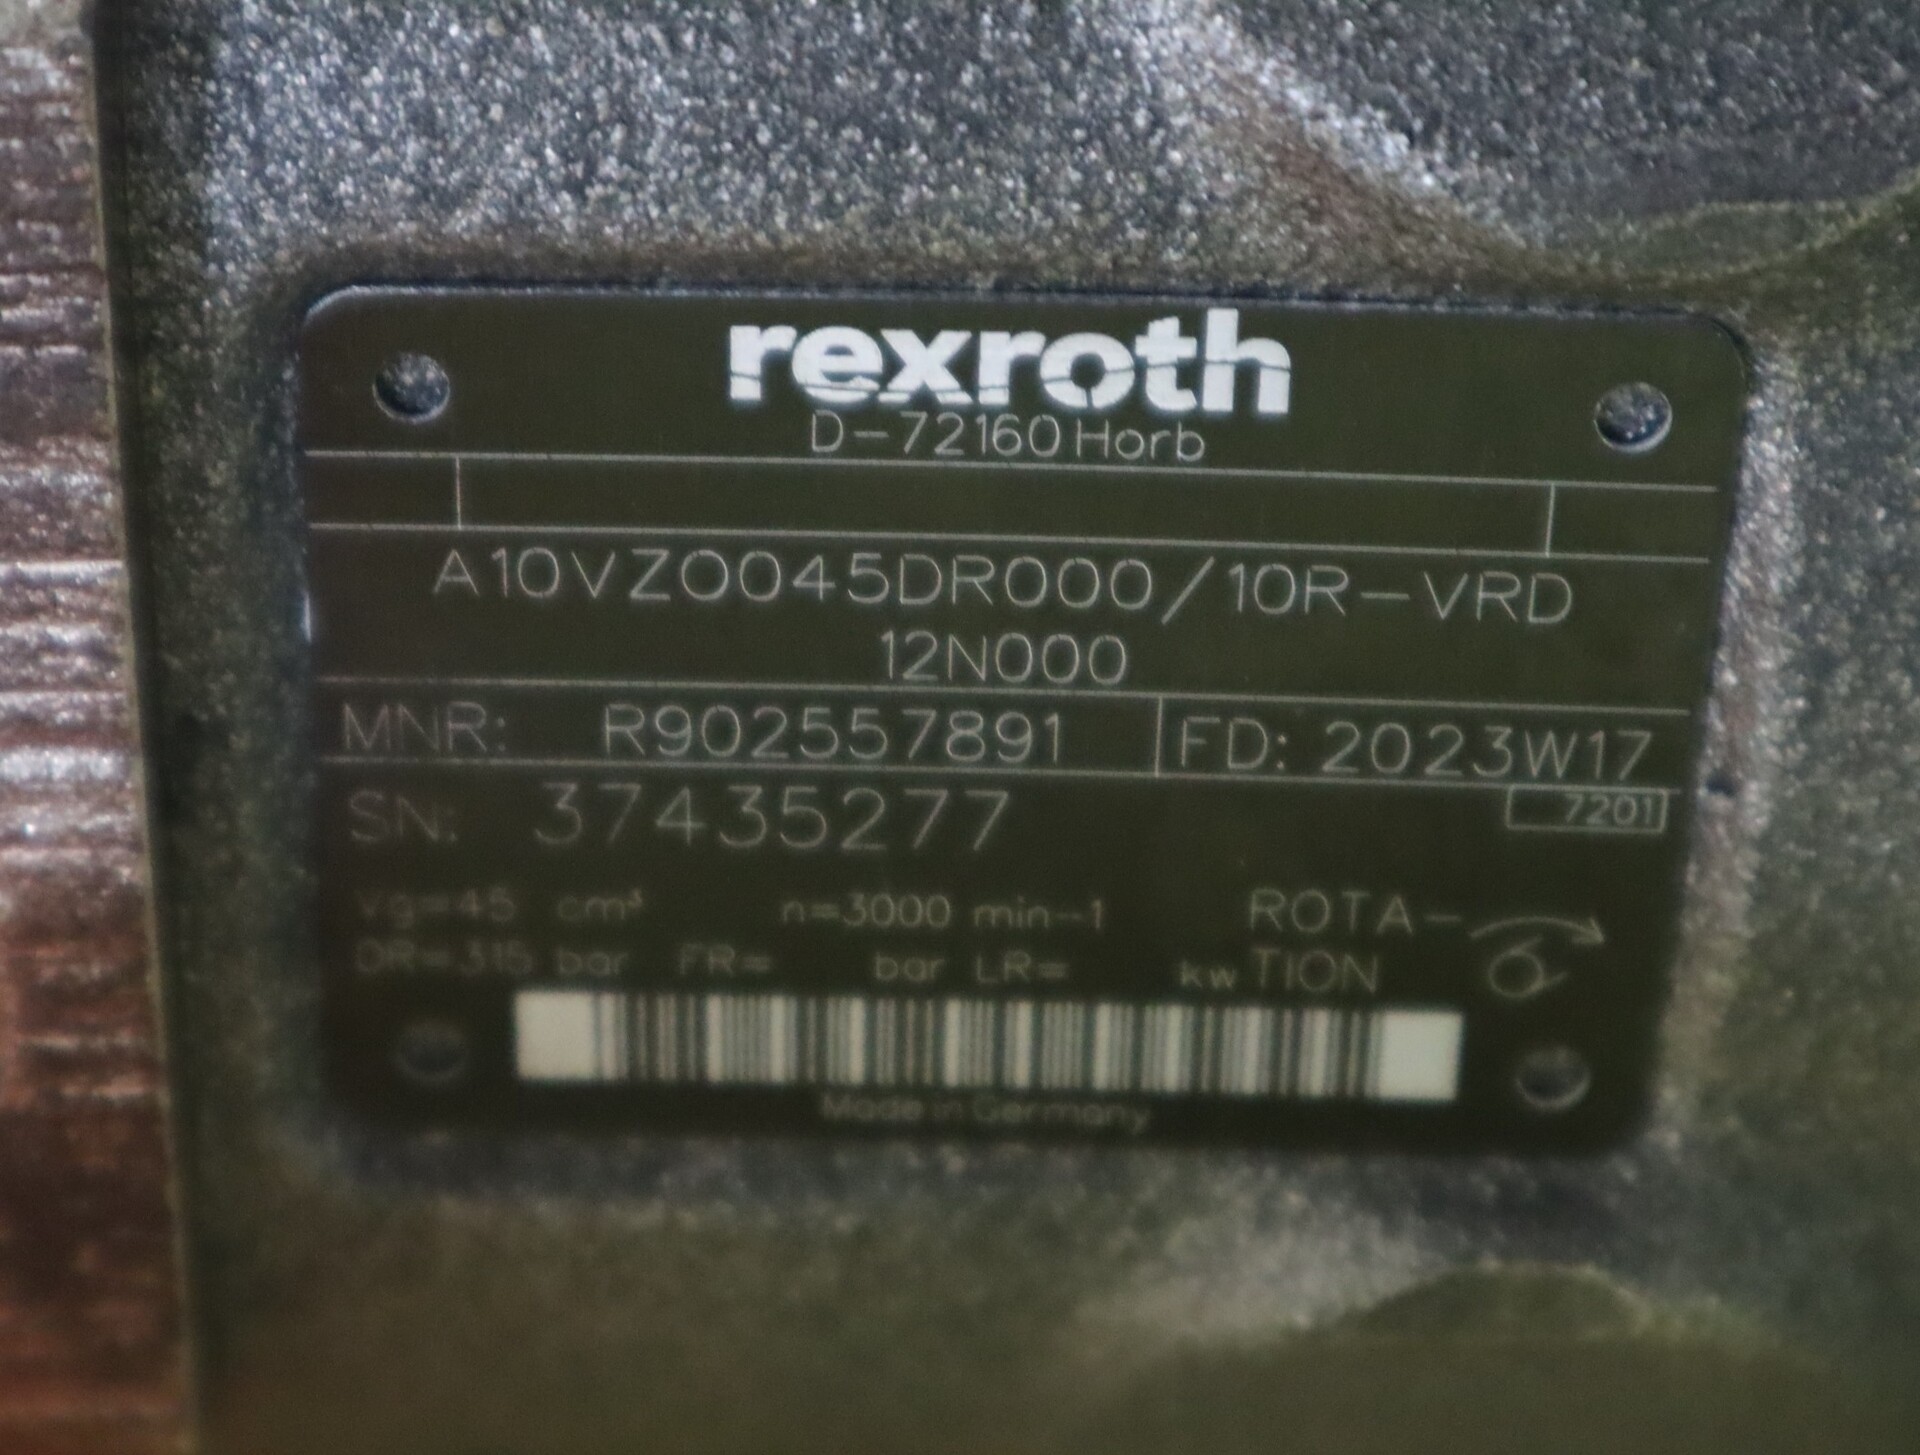 rexroth
D-72160 Horb
A10VZO045DR000/10R-VRD
12N000
MNR: R902557891 FD: 2023W17
SN: 37435277 7201
Vg=45 cm³ n=3000 min-1 ROTA-
DR=315 bar FR= bar LR= kw TION
Made in Germany